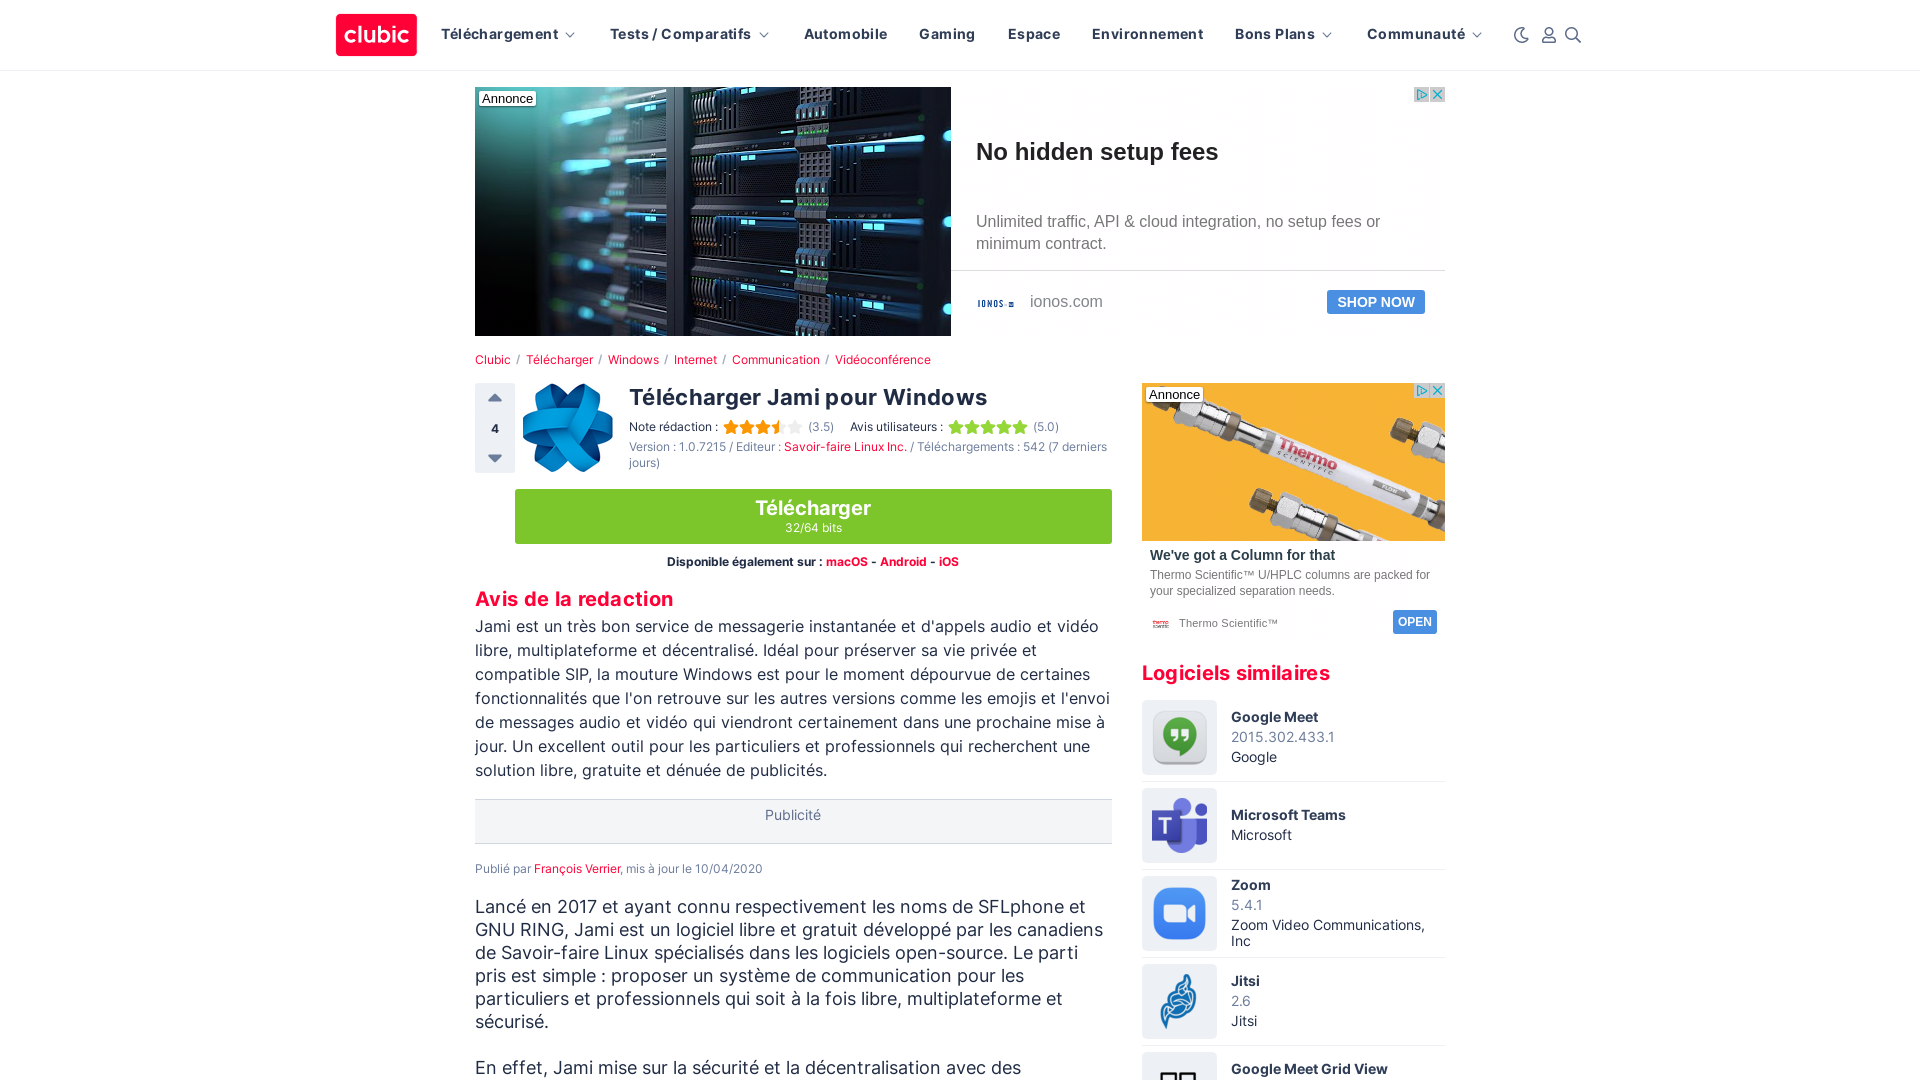 clubic
Téléchargement
Tests / Comparatifs
Automobile
Gaming
Espace
Environnement
Bons Plans
Communauté
Annonce
No hidden setup fees
Unlimited traffic, API & cloud integration, no setup fees or
minimum contract.
IONOS
ionos.com
SHOP NOW
Clubic / Télécharger / Windows / Internet / Communication / Vidéoconférence
4
Télécharger Jami pour Windows
Note rédaction : (3.5) Avis utilisateurs : (5.0)
Version : 1.0.7215 / Editeur : Savoir-faire Linux Inc. / Téléchargements : 542 (7 derniers
jours)
Télécharger
32/64 bits
Disponible également sur : macOS - Android - iOS
Avis de la redaction
Jami est un très bon service de messagerie instantanée et d'appels audio et vidéo
libre, multiplateforme et décentralisé. Idéal pour préserver sa vie privée et
compatible SIP, la mouture Windows est pour le moment dépourvue de certaines
fonctionnalités que l'on retrouve sur les autres versions comme les emojis et l'envoi
de messages audio et vidéo qui viendront certainement dans une prochaine mise à
jour. Un excellent outil pour les particuliers et professionnels qui recherchent une
solution libre, gratuite et dénuée de publicités.
Publicité
Publié par François Verrier, mis à jour le 10/04/2020
Lancé en 2017 et ayant connu respectivement les noms de SFLphone et
GNU RING, Jami est un logiciel libre et gratuit développé par les canadiens
de Savoir-faire Linux spécialisés dans les logiciels open-source. Le parti
pris est simple : proposer un système de communication pour les
particuliers et professionnels qui soit à la fois libre, multiplateforme et
sécurisé.
En effet, Jami mise sur la sécurité et la décentralisation avec des
Annonce
Thermo
SCIENTIFIC
FLOW
We've got a Column for that
Thermo Scientific™ U/HPLC columns are packed for
your specialized separation needs.
Thermo Scientific™
OPEN
Logiciels similaires
Google Meet
2015.302.433.1
Google
Microsoft Teams
Microsoft
Zoom
5.4.1
Zoom Video Communications,
Inc
Jitsi
2.6
Jitsi
Google Meet Grid View